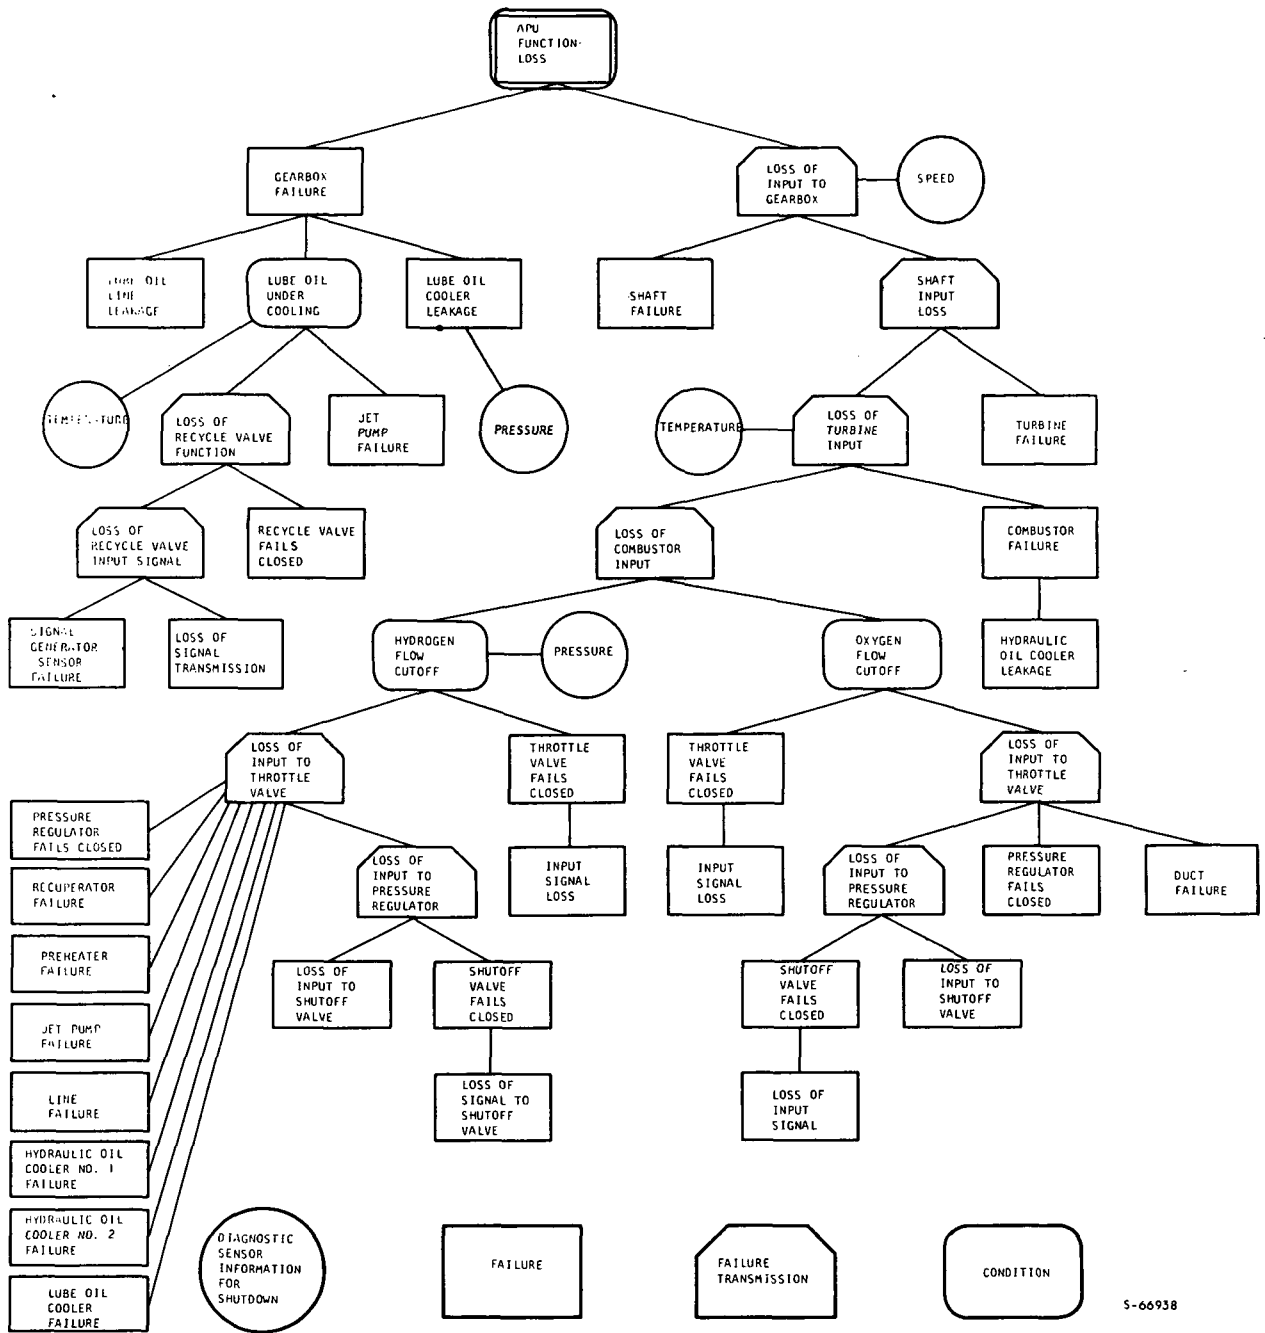 APU
FUNCTION
LOSS
GEARBOX
FAILURE
LOSS OF
INPUT TO
GEARBOX
SPEED
LUBE OIL
LINE
LEAKAGE
LUBE OIL
UNDER
COOLING
LUBE OIL
COOLER
LEAKAGE
SHAFT
FAILURE
SHAFT
INPUT
LOSS
TEMPERATURE
LOSS OF
RECYCLE VALVE
FUNCTION
JET
PUMP
FAILURE
PRESSURE
TEMPERATURE
LOSS OF
TURBINE
INPUT
TURBINE
FAILURE
LOSS OF
RECYCLE VALVE
INPUT SIGNAL
RECYCLE VALVE
FAILS
CLOSED
LOSS OF
COMBUSTOR
INPUT
COMBUSTOR
FAILURE
SIGNAL
GENERATOR
SENSOR
FAILURE
LOSS OF
SIGNAL
TRANSMISSION
HYDROGEN
FLOW
CUTOFF
PRESSURE
OXYGEN
FLOW
CUTOFF
HYDRAULIC
OIL COOLER
LEAKAGE
LOSS OF
INPUT TO
THROTTLE
VALVE
THROTTLE
VALVE
FAILS
CLOSED
THROTTLE
VALVE
FAILS
CLOSED
LOSS OF
INPUT TO
THROTTLE
VALVE
PRESSURE
REGULATOR
FAILS CLOSED
LOSS OF
INPUT TO
PRESSURE
REGULATOR
INPUT
SIGNAL
LOSS
INPUT
SIGNAL
LOSS
LOSS OF
INPUT TO
PRESSURE
REGULATOR
PRESSURE
REGULATOR
FAILS
CLOSED
DUCT
FAILURE
RECUPERATOR
FAILURE
PREHEATER
FAILURE
LOSS OF
INPUT TO
SHUTOFF
VALVE
SHUTOFF
VALVE
FAILS
CLOSED
SHUTOFF
VALVE
FAILS
CLOSED
LOSS OF
INPUT TO
SHUTOFF
VALVE
JET PUMP
FAILURE
LINE
FAILURE
LOSS OF
SIGNAL TO
SHUTOFF
VALVE
LOSS OF
INPUT
SIGNAL
HYDRAULIC OIL
COOLER NO. 1
FAILURE
HYDRAULIC OIL
COOLER NO. 2
FAILURE
LUBE OIL
COOLER
FAILURE
DIAGNOSTIC
SENSOR
INFORMATION
FOR
SHUTDOWN
FAILURE
FAILURE
TRANSMISSION
CONDITION
S-66938